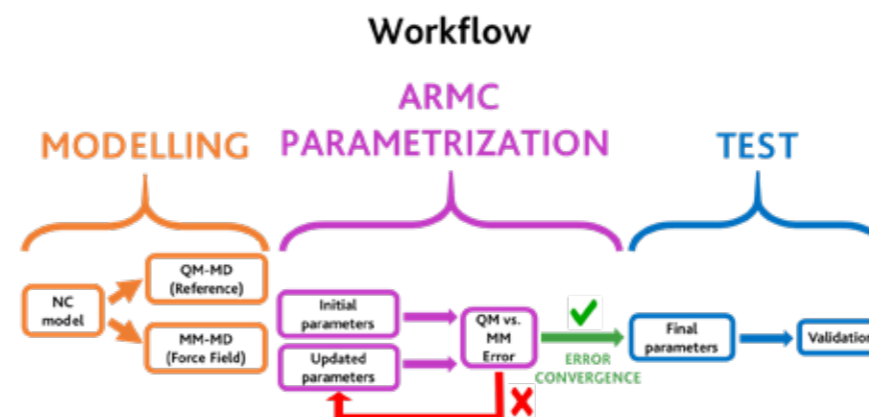 Workflow
MODELLING
ARMC
PARAMETRIZATION
TEST
NC
model
QM-MD
(Reference)
MM-MD
(Force Field)
Initial
parameters
Updated
parameters
QM vs.
MM
Error
ERROR
CONVERGENCE
Final
parameters
Validation